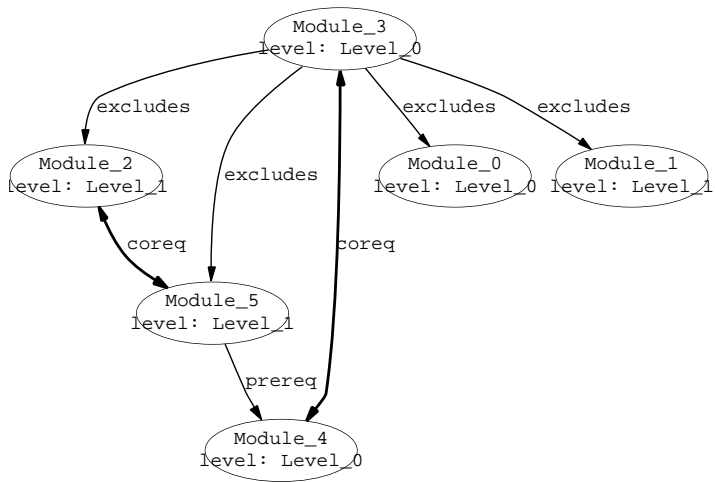 Module_3
level: Level_0
excludes
excludes
excludes
Module_2
level: Level_1
Module_0
level: Level_0
Module_1
level: Level_1
excludes
coreq
coreq
Module_5
level: Level_1
prereq
Module_4
level: Level_0